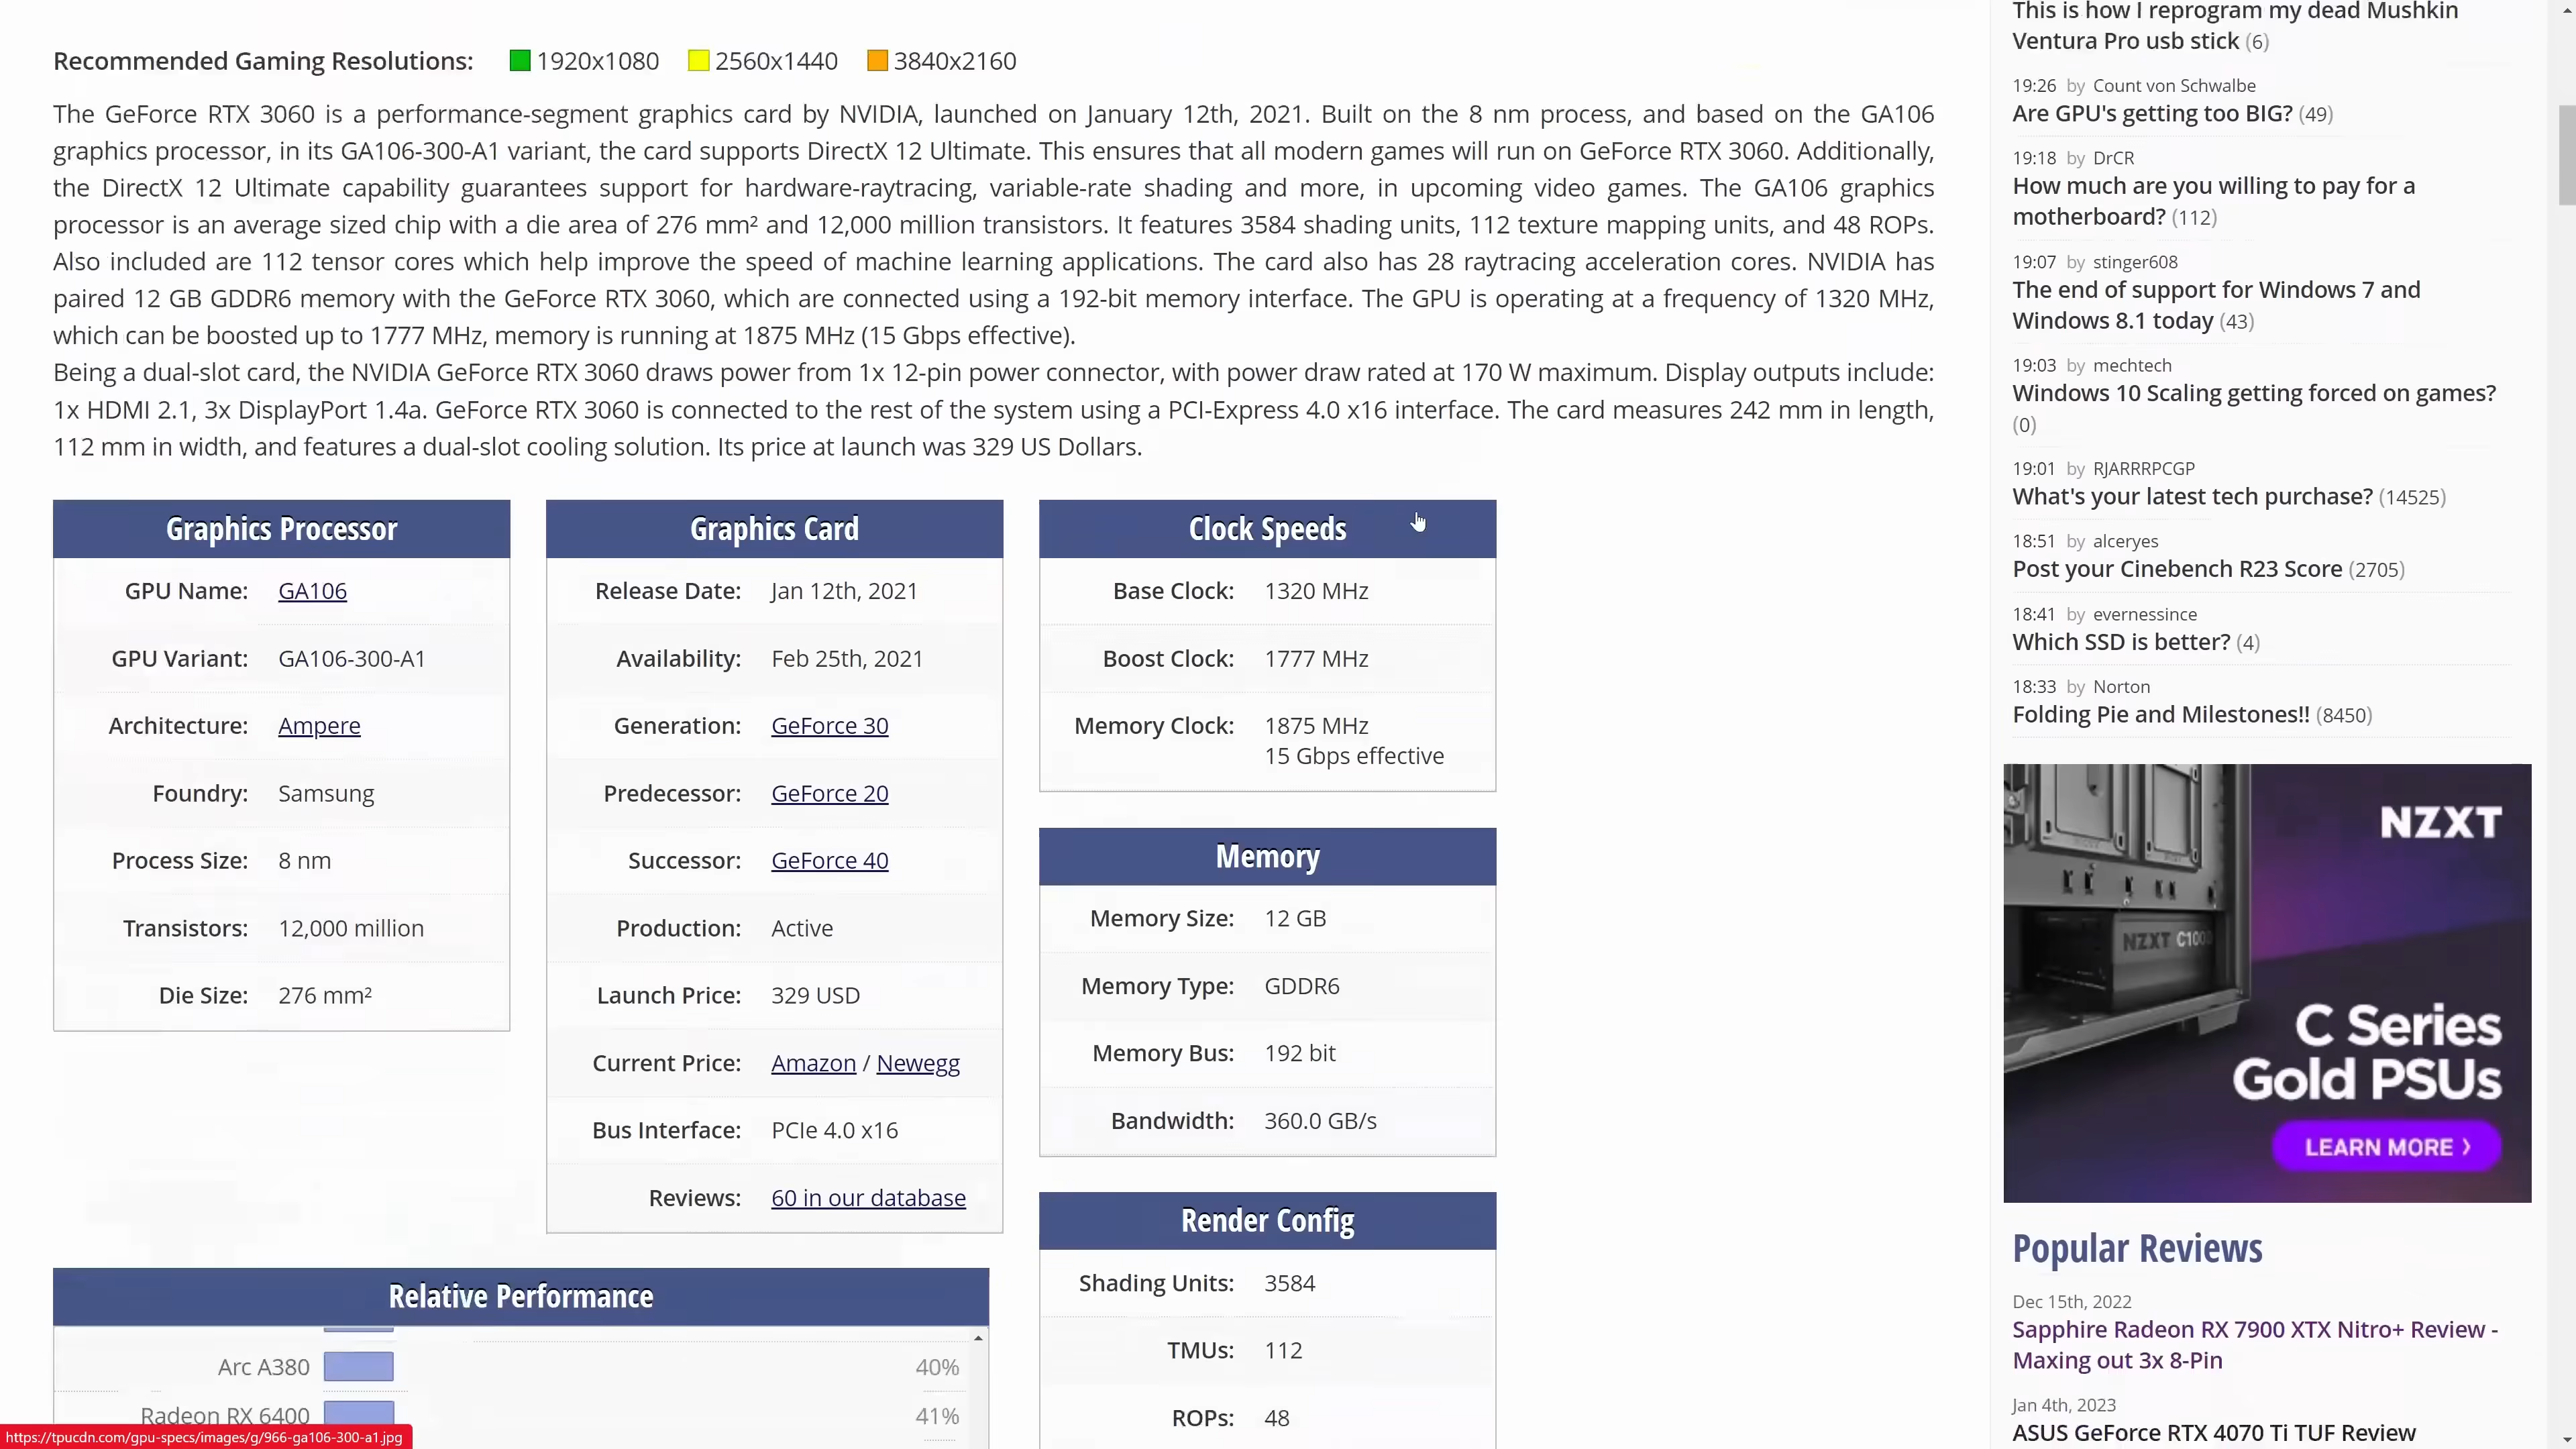 Recommended Gaming Resolutions: 1920x1080 2560x1440 3840x2160
The GeForce RTX 3060 is a performance-segment graphics card by NVIDIA, launched on January 12th, 2021. Built on the 8 nm process, and based on the GA106
graphics processor, in its GA106-300-A1 variant, the card supports DirectX 12 Ultimate. This ensures that all modern games will run on GeForce RTX 3060. Additionally,
the DirectX 12 Ultimate capability guarantees support for hardware-raytracing, variable-rate shading and more, in upcoming video games. The GA106 graphics
processor is an average sized chip with a die area of 276 mm² and 12,000 million transistors. It features 3584 shading units, 112 texture mapping units, and 48 ROPs.
Also included are 112 tensor cores which help improve the speed of machine learning applications. The card also has 28 raytracing acceleration cores. NVIDIA has
paired 12 GB GDDR6 memory with the GeForce RTX 3060, which are connected using a 192-bit memory interface. The GPU is operating at a frequency of 1320 MHz,
which can be boosted up to 1777 MHz, memory is running at 1875 MHz (15 Gbps effective).
Being a dual-slot card, the NVIDIA GeForce RTX 3060 draws power from 1x 12-pin power connector, with power draw rated at 170 W maximum. Display outputs include:
1x HDMI 2.1, 3x DisplayPort 1.4a. GeForce RTX 3060 is connected to the rest of the system using a PCI-Express 4.0 x16 interface. The card measures 242 mm in length,
112 mm in width, and features a dual-slot cooling solution. Its price at launch was 329 US Dollars.
Graphics Processor
GPU Name: GA106
GPU Variant: GA106-300-A1
Architecture: Ampere
Foundry: Samsung
Process Size: 8 nm
Transistors: 12,000 million
Die Size: 276 mm²
Graphics Card
Release Date: Jan 12th, 2021
Availability: Feb 25th, 2021
Generation: GeForce 30
Predecessor: GeForce 20
Successor: GeForce 40
Production: Active
Launch Price: 329 USD
Current Price: Amazon / Newegg
Bus Interface: PCIe 4.0 x16
Reviews: 60 in our database
Clock Speeds
Base Clock: 1320 MHz
Boost Clock: 1777 MHz
Memory Clock: 1875 MHz
15 Gbps effective
Memory
Memory Size: 12 GB
Memory Type: GDDR6
Memory Bus: 192 bit
Bandwidth: 360.0 GB/s
Render Config
Shading Units: 3584
TMUs: 112
ROPs: 48
Relative Performance
Arc A380 40%
Radeon RX 6400 41%
https://tpucdn.com/gpu-specs/images/g/966-ga106-300-a1.jpg
This is how I reprogram my dead Mushkin
Ventura Pro usb stick (6)
19:26 by Count von Schwalbe
Are GPU's getting too BIG? (49)
19:18 by DrCR
How much are you willing to pay for a
motherboard? (112)
19:07 by stinger608
The end of support for Windows 7 and
Windows 8.1 today (43)
19:03 by mechtech
Windows 10 Scaling getting forced on games?
(0)
19:01 by RJARRRPCGP
What's your latest tech purchase? (14525)
18:51 by alceryes
Post your Cinebench R23 Score (2705)
18:41 by evernessince
Which SSD is better? (4)
18:33 by Norton
Folding Pie and Milestones!! (8450)
NZXT
NZXT C1000
C Series
Gold PSUs
LEARN MORE ❯
Popular Reviews
Dec 15th, 2022
Sapphire Radeon RX 7900 XTX Nitro+ Review -
Maxing out 3x 8-Pin
Jan 4th, 2023
ASUS GeForce RTX 4070 Ti TUF Review